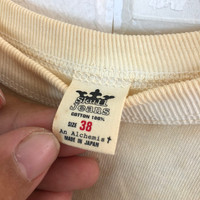 Skull
Jeans
COTTON 100%
SIZE 38
An Alchemist
MADE IN JAPAN